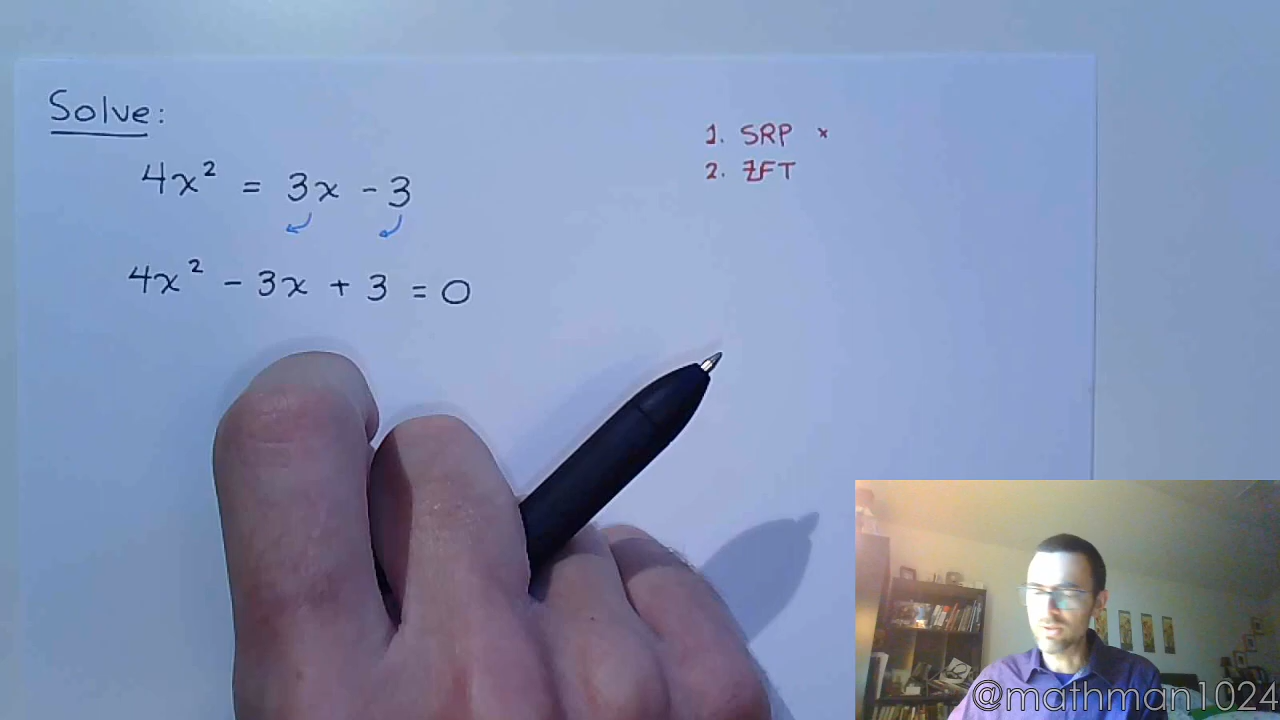 Solve:
4x² = 3x - 3
4x² - 3x + 3 = 0
1. SRP ×
2. ZFT
@mathman1024